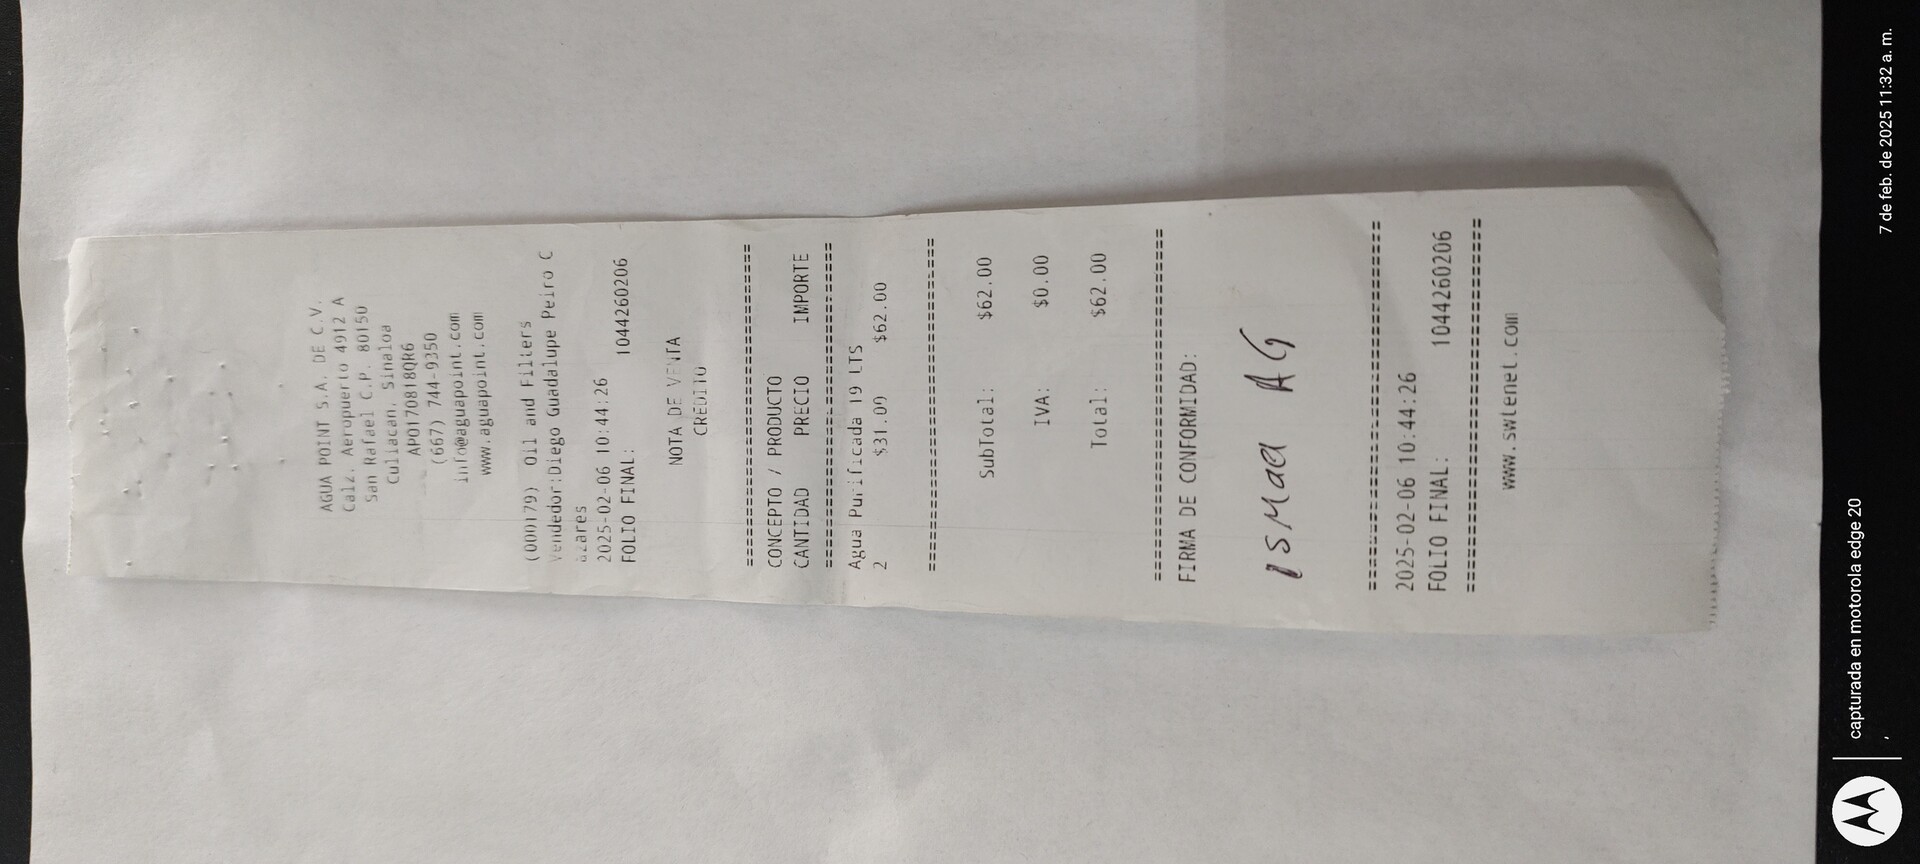 AGUA POINT S.A. DE C.V.
Calz. Aeropuerto 4912 A
San Rafael C.P. 80150
Culiacan, Sinaloa
APO170818QR6
(667) 744-9350
info@aguapoint.com
www.aguapoint.com
(000179) Oil and Filters
Vendedor:Diego Guadalupe Peiro C
azares
2025-02-06 10:44:26
FOLIO FINAL: 1044260206
NOTA DE VENTA
CREDITO
================================
CONCEPTO / PRODUCTO
CANTIDAD PRECIO IMPORTE
================================
Agua Purificada 19 LTS
2 $31.00 $62.00
================================
SubTotal: $62.00
IVA: $0.00
Total: $62.00
================================
FIRMA DE CONFORMIDAD:
AG
================================
2025-02-06 10:44:26
FOLIO FINAL: 1044260206
================================
www.swlenet.com
capturada en motorola edge 20
7 de feb. de 2025 11:32 a. m.